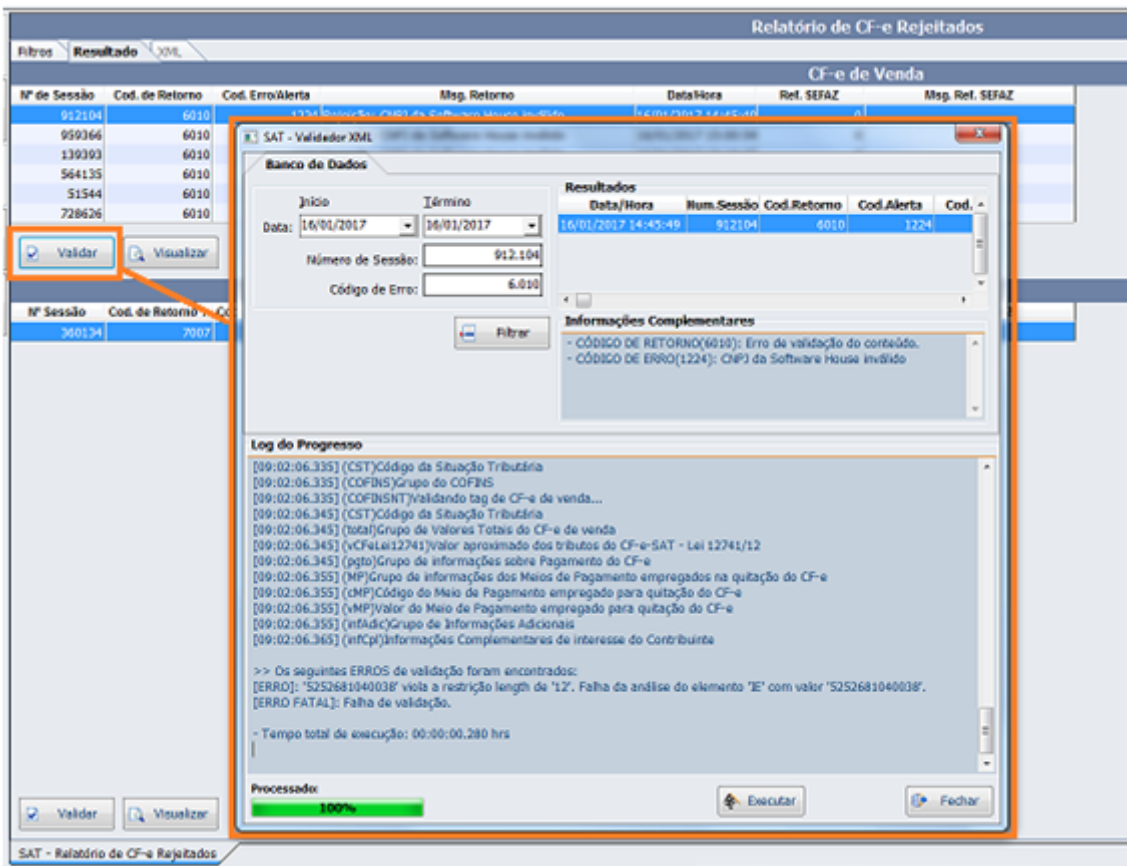 Relatório de CF-e Rejeitados
Filtros Resultado XML
CF-e de Venda
Nº de Sessão Cod. de Retorno Cod. Erro/Alerta Msg. Retorno Data/Hora Ref. SEFAZ Msg. Ref. SEFAZ
912104 6010 1224 Rejeição: CNPJ da Software House inválido 16/01/2017 14:45:49 0
959366 6010
139393 6010
564135 6010
51544 6010
728626 6010
Validar Visualizar
Nº Sessão Cod. de Retorno
360134 7007
SAT - Validador XML
Banco de Dados
Início Término
Data: 16/01/2017 16/01/2017
Número de Sessão: 912.104
Código de Erro: 6.010
Filtrar
Resultados
Data/Hora Num.Sessão Cod.Retorno Cod.Alerta Cod.
16/01/2017 14:45:49 912104 6010 1224
Informações Complementares
- CÓDIGO DE RETORNO(6010): Erro de validação do conteúdo.
- CÓDIGO DE ERRO(1224): CNPJ da Software House inválido
Log do Progresso
[09:02:06.335] (CST)Código da Situação Tributária
[09:02:06.335] (COFINS)Grupo do COFINS
[09:02:06.335] (COFINSNT)Validando tag de CF-e de venda...
[09:02:06.345] (CST)Código da Situação Tributária
[09:02:06.345] (total)Grupo de Valores Totais do CF-e de venda
[09:02:06.345] (vCFeLei12741)Valor aproximado dos tributos do CF-e-SAT - Lei 12741/12
[09:02:06.345] (pgto)Grupo de informações sobre Pagamento do CF-e
[09:02:06.355] (MP)Grupo de informações dos Meios de Pagamento empregados na quitação do CF-e
[09:02:06.355] (cMP)Código do Meio de Pagamento empregado para quitação do CF-e
[09:02:06.355] (vMP)Valor do Meio de Pagamento empregado para quitação do CF-e
[09:02:06.355] (infAdic)Grupo de Informações Adicionais
[09:02:06.365] (infCpl)Informações Complementares de interesse do Contribuinte
>> Os seguintes ERROS de validação foram encontrados:
[ERRO]: '5252681040038' viola a restrição length de '12'. Falha da análise do elemento 'IE' com valor '5252681040038'.
[ERRO FATAL]: Falha de validação.
- Tempo total de execução: 00:00:00.280 hrs
Processado:
100%
Executar Fechar
Validar Visualizar
SAT - Relatório de CF-e Rejeitados